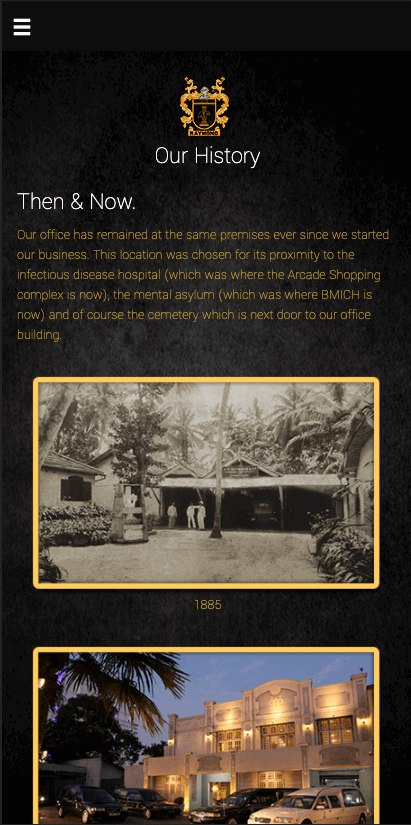 RAYMOND
Our History
Then & Now.
Our office has remained at the same premises ever since we started
our business. This location was chosen for its proximity to the
infectious disease hospital (which was where the Arcade Shopping
complex is now), the mental asylum (which was where BMICH is
now) and of course the cemetery which is next door to our office
building.
1885